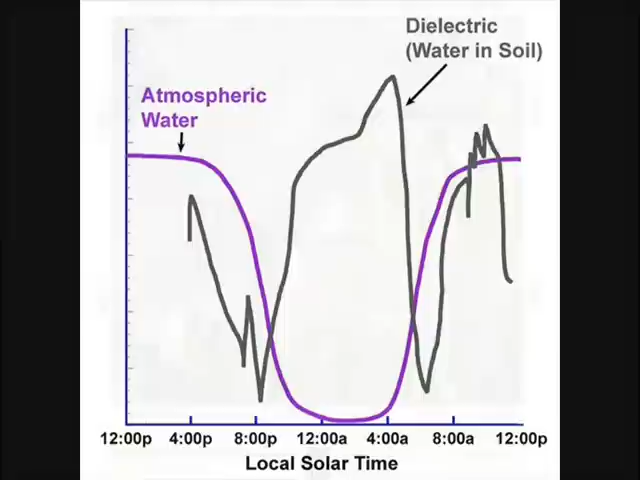 Dielectric
(Water in Soil)
Atmospheric
Water
12:00p 4:00p 8:00p 12:00a 4:00a 8:00a 12:00p
Local Solar Time